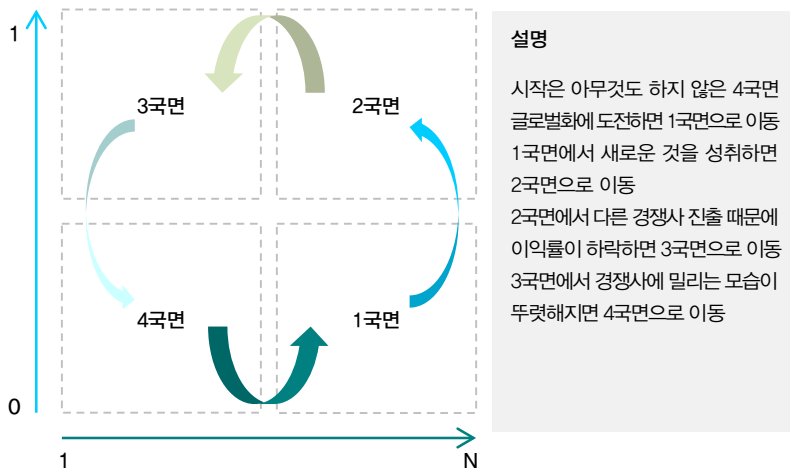 1
3국면
2국면
4국면
1국면
0
1
N
설명
시작은 아무것도 하지 않은 4국면
글로벌화에 도전하면 1국면으로 이동
1국면에서 새로운 것을 성취하면
2국면으로 이동
2국면에서 다른 경쟁사 진출 때문에
이익률이 하락하면 3국면으로 이동
3국면에서 경쟁사에 밀리는 모습이
뚜렷해지면 4국면으로 이동